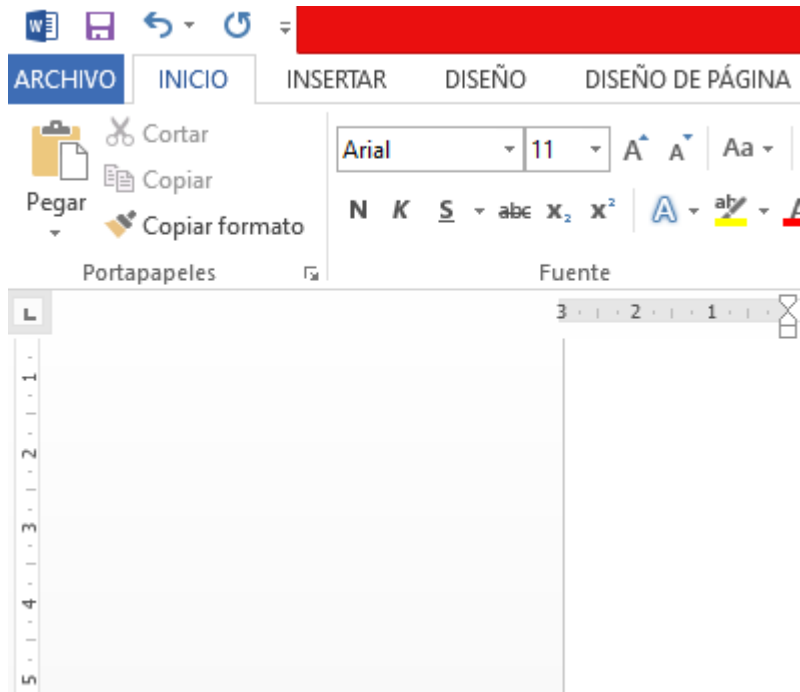 ARCHIVO INICIO INSERTAR DISEÑO DISEÑO DE PÁGINA
Cortar
Copiar
Pegar
Copiar formato
Arial 11 A A Aa
N K S abc X₂ X² A ab A
Portapapeles Fuente
L 3 2 1
1
2
3
4
5